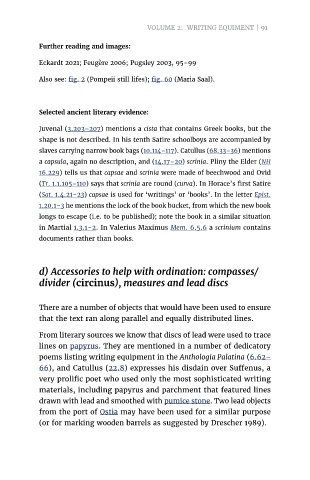 VOLUME 2: WRITING EQUIMENT | 91
Further reading and images:
Eckardt 2021; Feugère 2006; Pugsley 2003, 95–99
Also see: fig. 2 (Pompeii still lifes); fig. 60 (Maria Saal).
Selected ancient literary evidence:
Juvenal (3.203–207) mentions a cista that contains Greek books, but the
shape is not described. In his tenth Satire schoolboys are accompanied by
slaves carrying narrow book bags (10.114–117). Catullus (68.33–36) mentions
a capsula, again no description, and (14.17–20) scrinia. Pliny the Elder (NH
16.229) tells us that capsae and scrinia were made of beechwood and Ovid
(Tr. 1.1.105–110) says that scrinia are round (curva). In Horace's first Satire
(Sat. 1.4.21–23) capsae is used for 'writings' or 'books'. In the letter Epist.
1.20.1–3 he mentions the lock of the book bucket, from which the new book
longs to escape (i.e. to be published); note the book in a similar situation
in Martial 1.3.1–2. In Valerius Maximus Mem. 6.5.6 a scrinium contains
documents rather than books.
d) Accessories to help with ordination: compasses/
divider (circinus), measures and lead discs
There are a number of objects that would have been used to ensure
that the text ran along parallel and equally distributed lines.
From literary sources we know that discs of lead were used to trace
lines on papyrus. They are mentioned in a number of dedicatory
poems listing writing equipment in the Anthologia Palatina (6.62–
66), and Catullus (22.8) expresses his disdain over Suffenus, a
very prolific poet who used only the most sophisticated writing
materials, including papyrus and parchment that featured lines
drawn with lead and smoothed with pumice stone. Two lead objects
from the port of Ostia may have been used for a similar purpose
(or for marking wooden barrels as suggested by Drescher 1989).